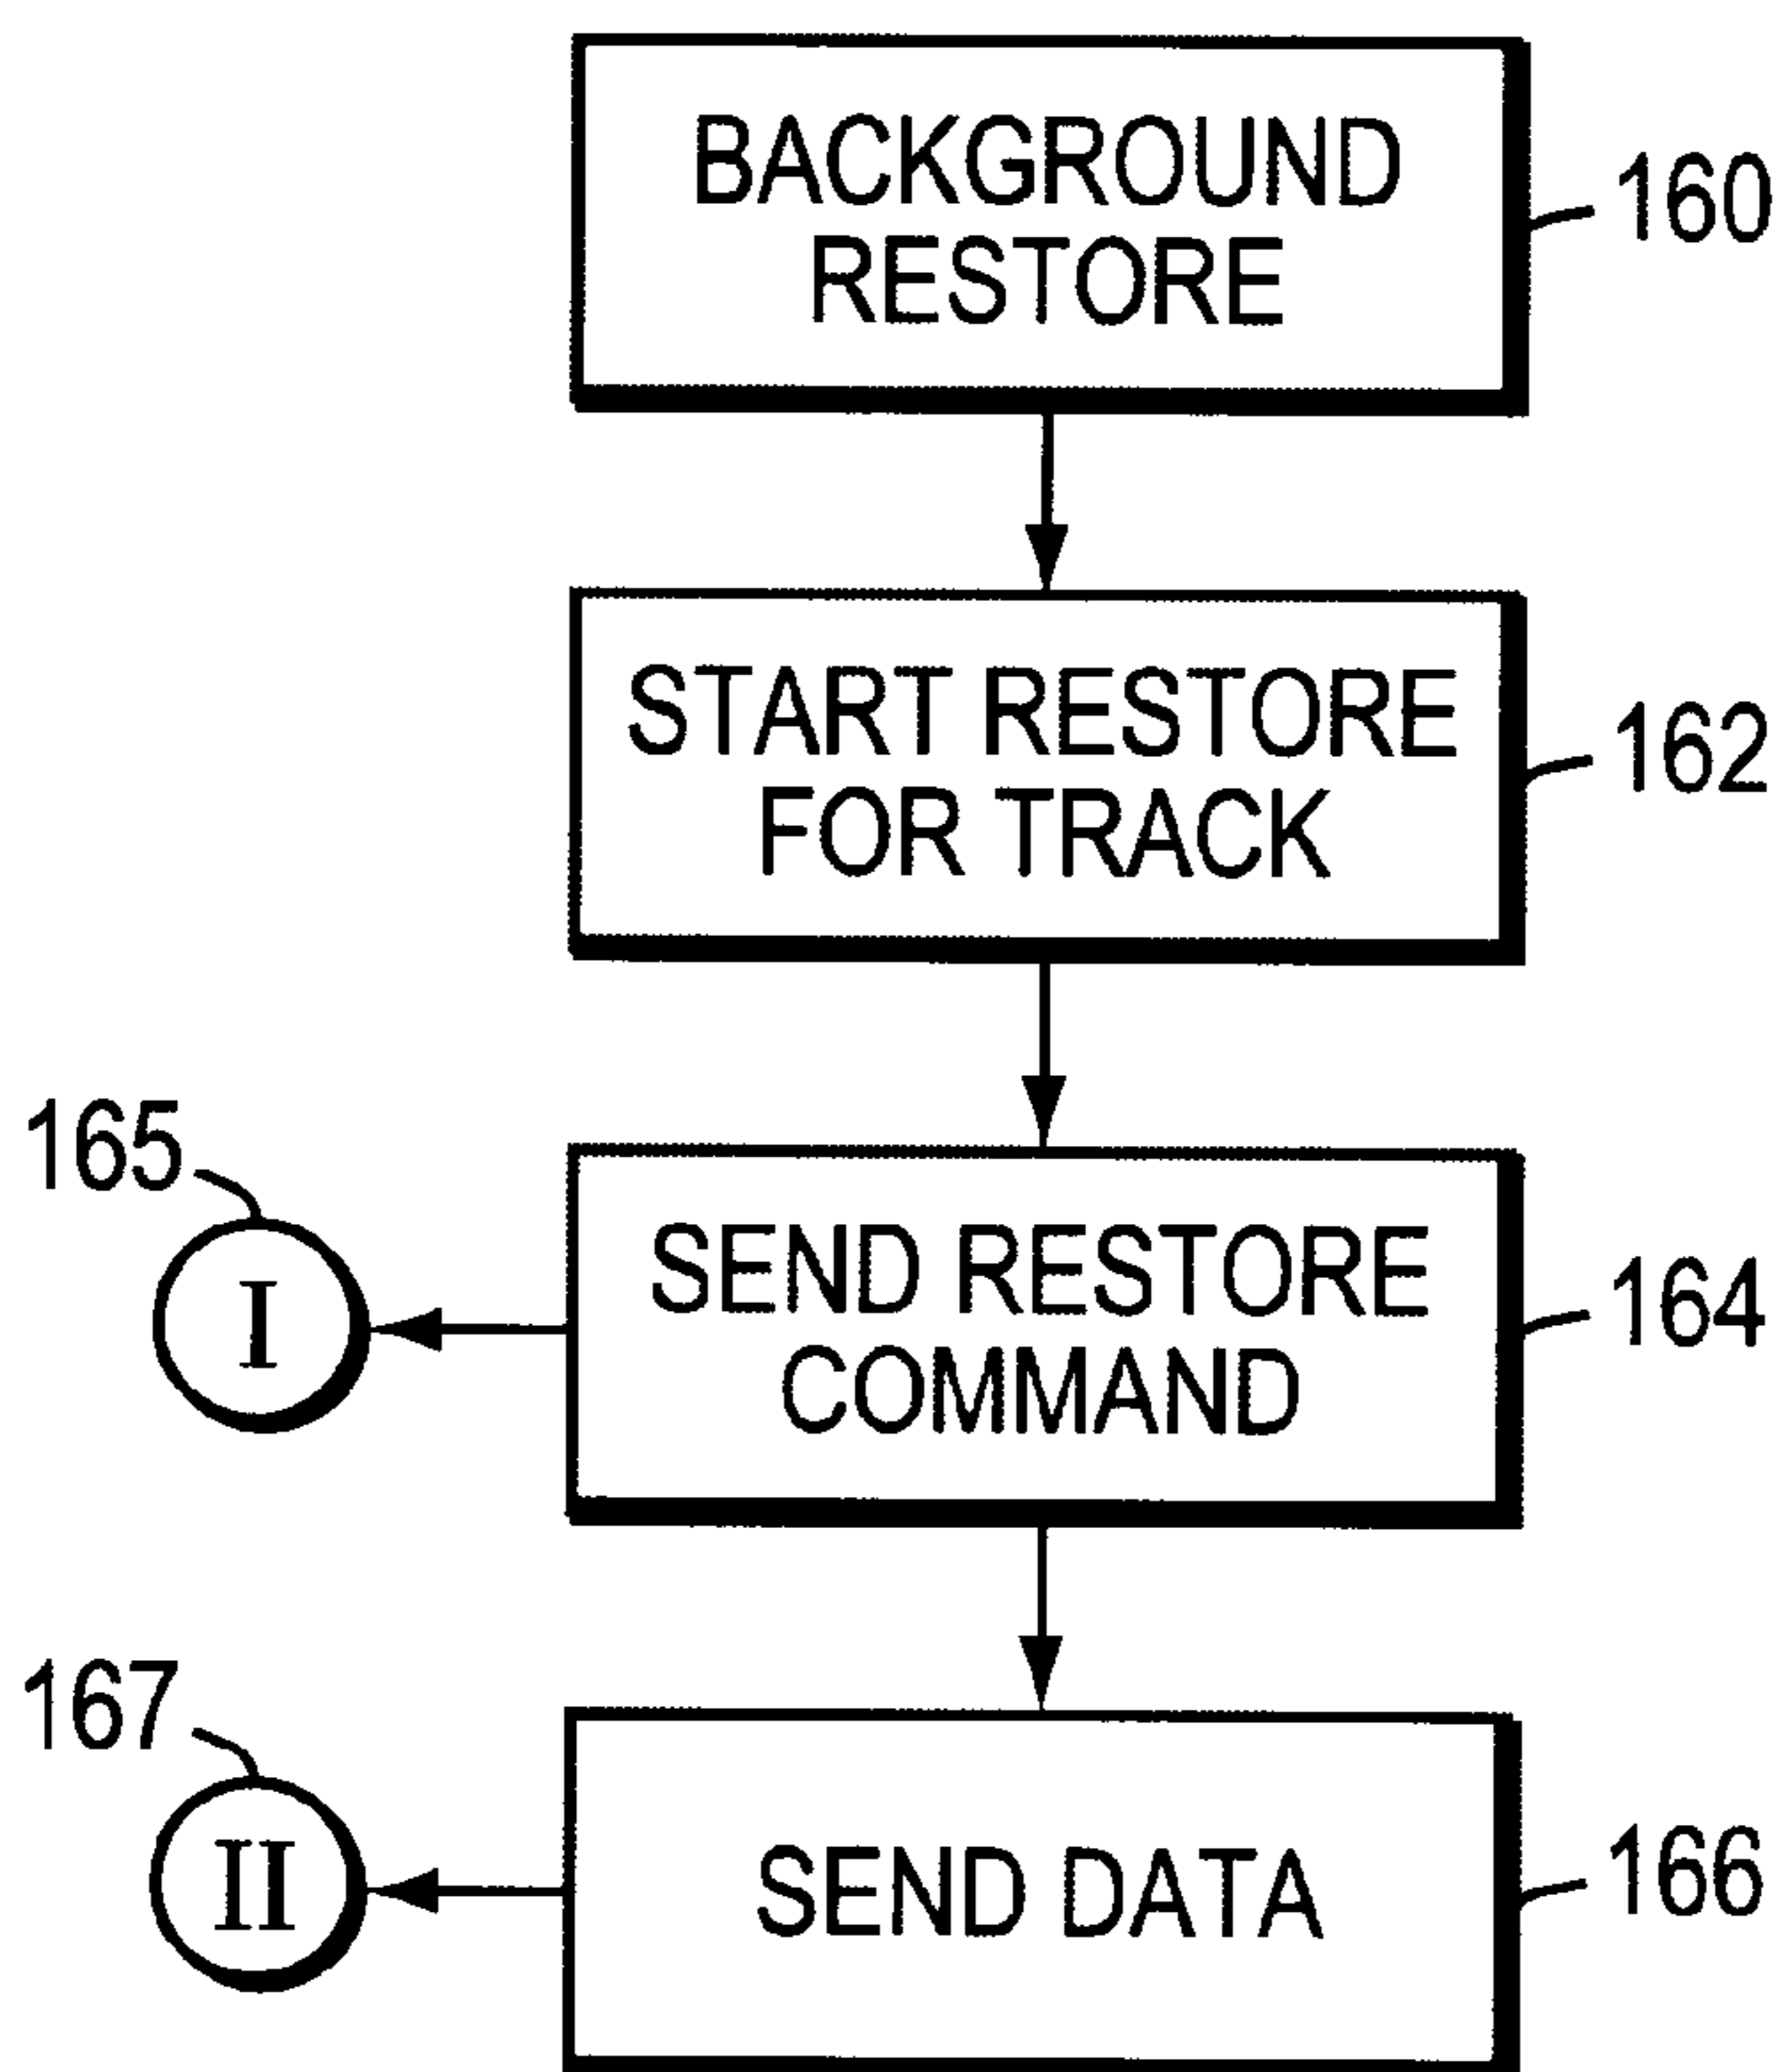 BACKGROUND
RESTORE
160
START RESTORE
FOR TRACK
162
165
I
SEND RESTORE
COMMAND
164
167
II
SEND DATA
166